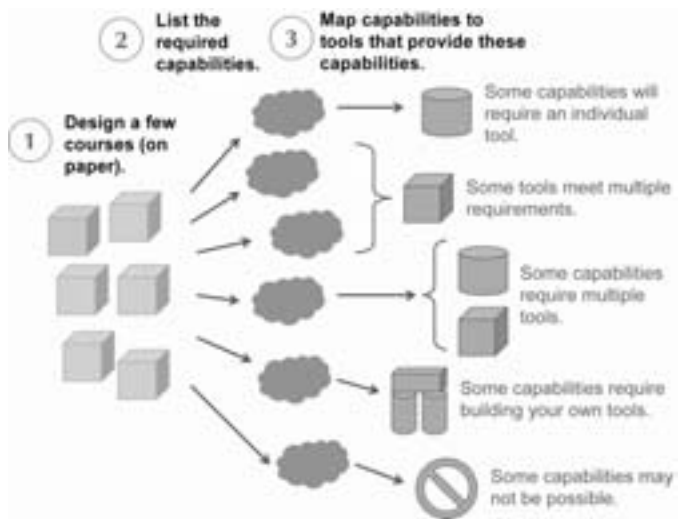 1
Design a few
courses (on
paper).
2
List the
required
capabilities.
3
Map capabilities to
tools that provide these
capabilities.
Some capabilities will
require an individual
tool.
Some tools meet multiple
requirements.
Some capabilities
require multiple
tools.
Some capabilities require
building your own tools.
Some capabilities may
not be possible.